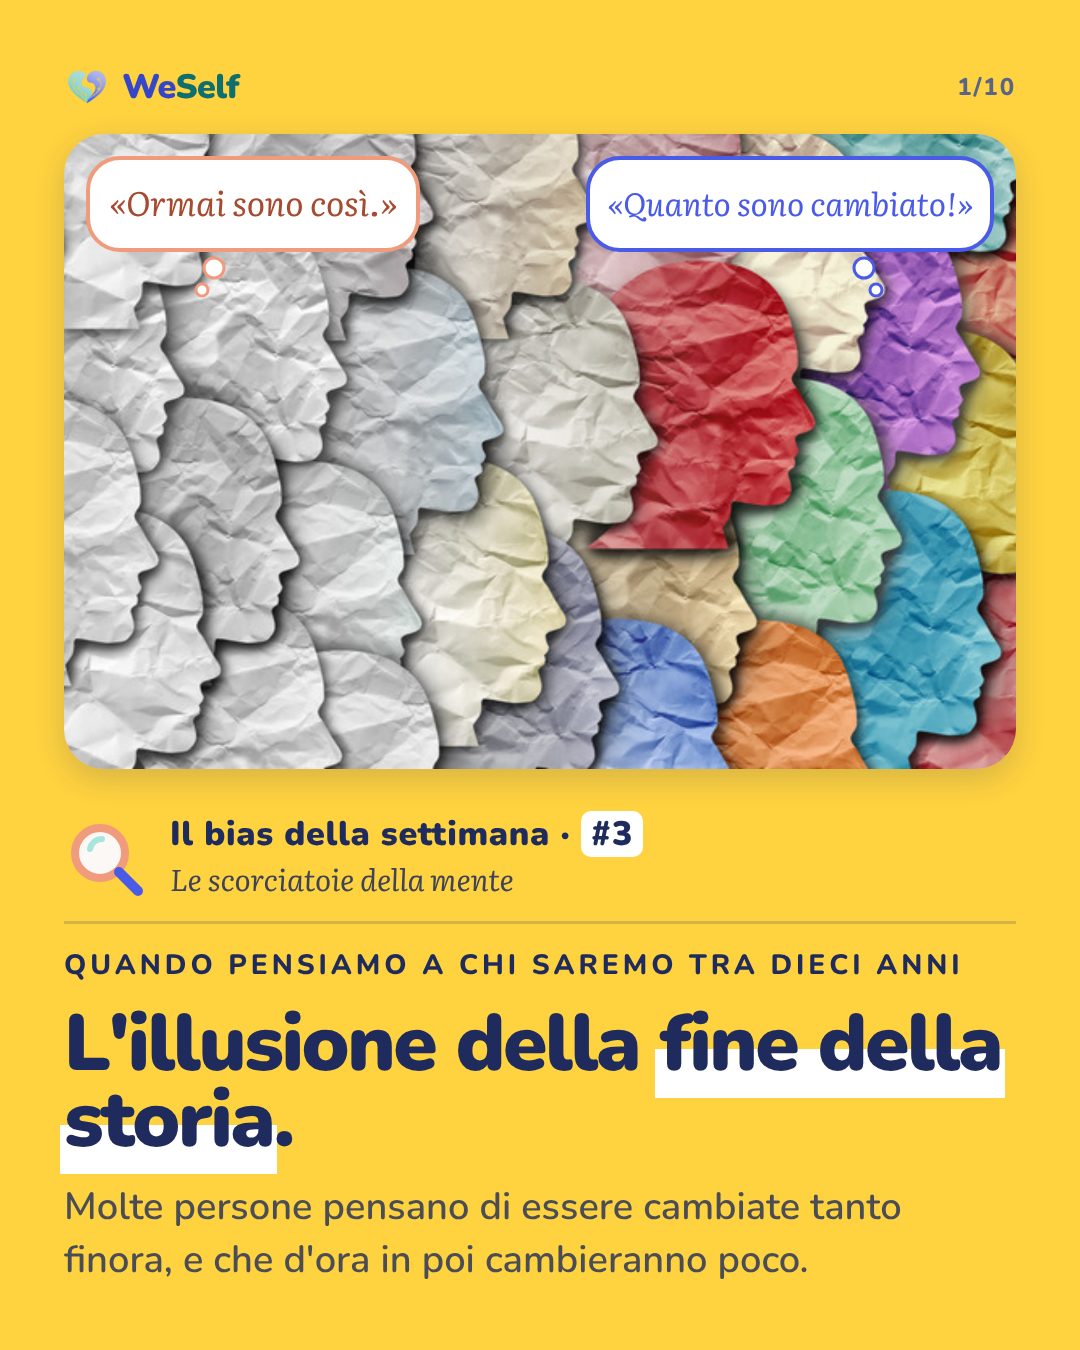 WeSelf
1/10
«Ormai sono così.»
«Quanto sono cambiato!»
Il bias della settimana · #3
Le scorciatoie della mente
QUANDO PENSIAMO A CHI SAREMO TRA DIECI ANNI
L'illusione della fine della
storia.
Molte persone pensano di essere cambiate tanto
finora, e che d'ora in poi cambieranno poco.